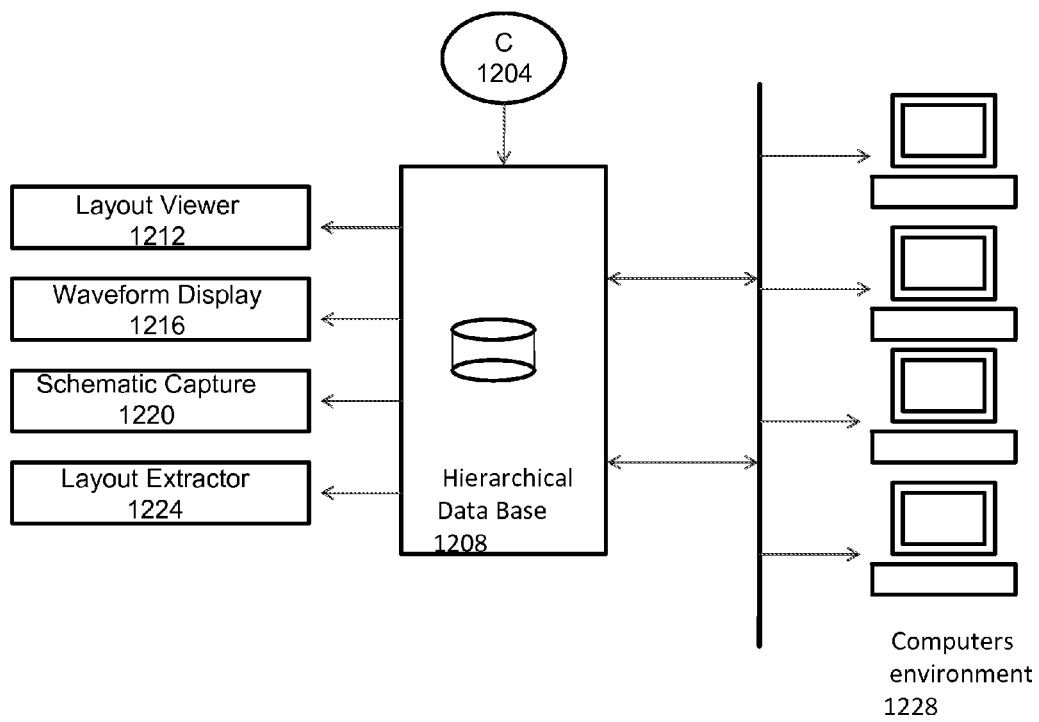 C
1204
Layout Viewer
1212
Waveform Display
1216
Schematic Capture
1220
Layout Extractor
1224
Hierarchical
Data Base
1208
Computers
environment
1228